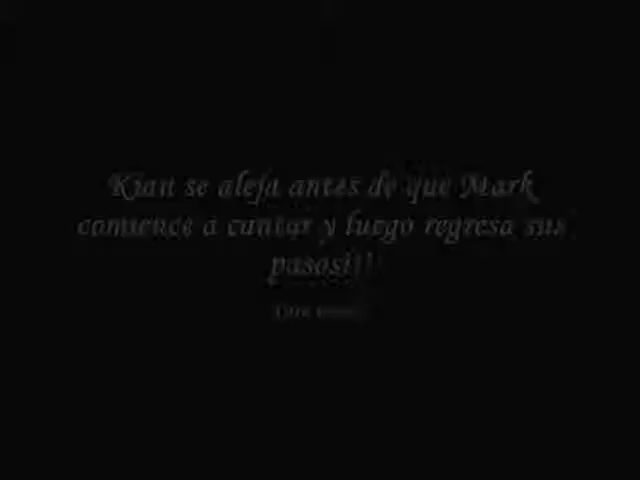 Kian se aleja antes de que Mark
comience a cantar y luego regresa sus
pasos!!!